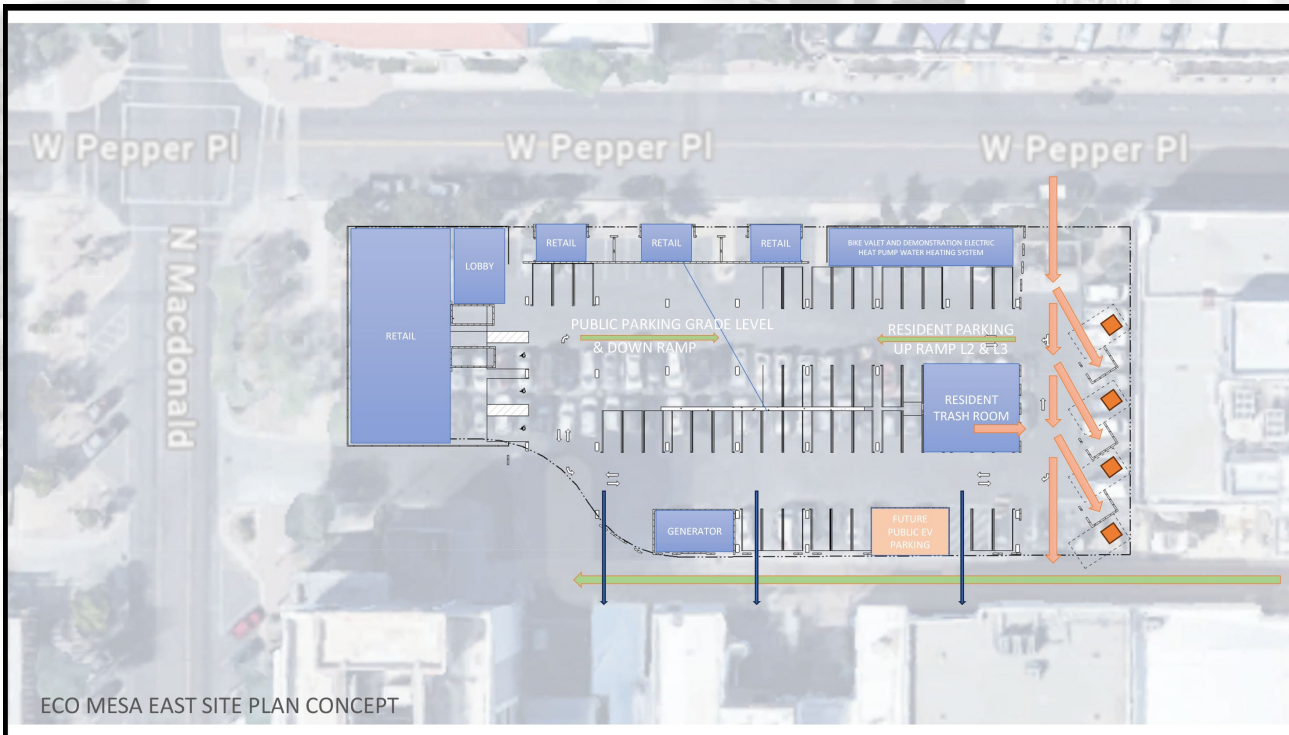 W Pepper Pl
W Pepper Pl
W Pepper Pl
N Macdonald
RETAIL
LOBBY
RETAIL
RETAIL
RETAIL
BIKE VALET AND DEMONSTRATION ELECTRIC
HEAT PUMP WATER HEATING SYSTEM
PUBLIC PARKING GRADE LEVEL
& DOWN RAMP
RESIDENT PARKING
UP RAMP L2 & L3
RESIDENT
TRASH ROOM
GENERATOR
FUTURE
PUBLIC EV
PARKING
ECO MESA EAST SITE PLAN CONCEPT